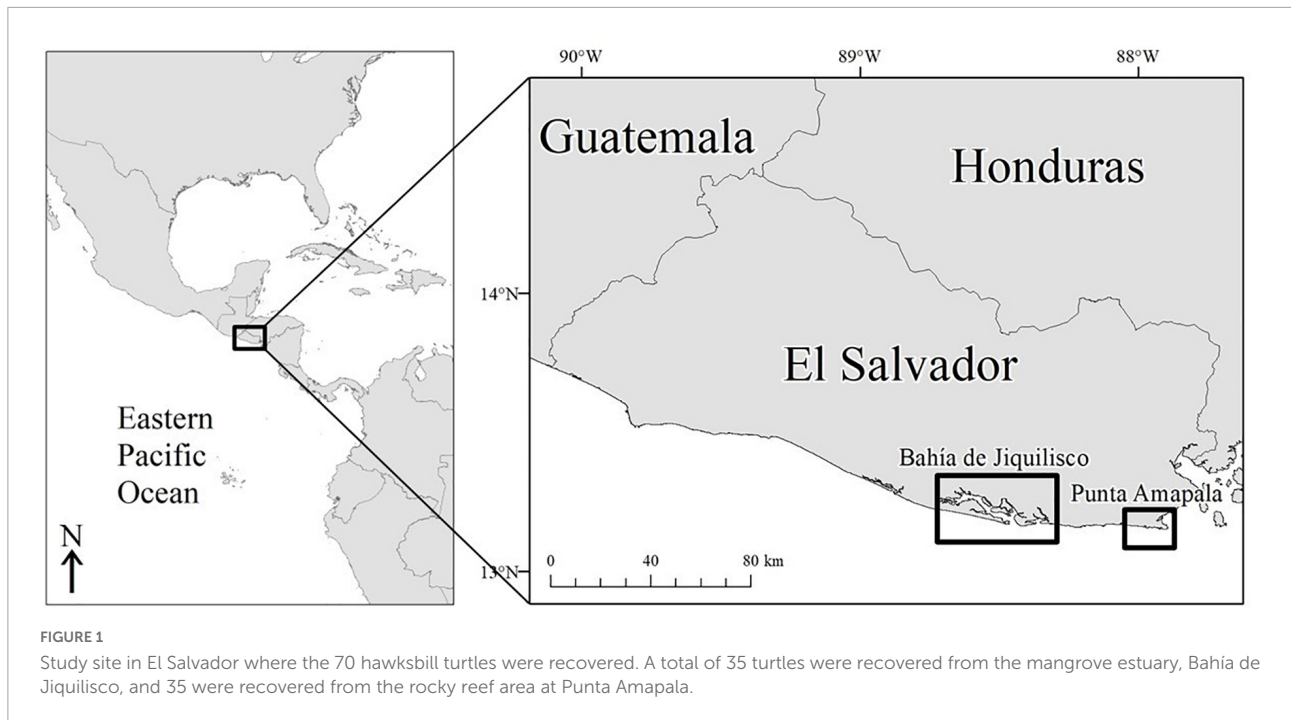 90°W
89°W
88°W
Guatemala
Honduras
14°N
El Salvador
Eastern
Pacific
Ocean
Bahía de Jiquilisco
Punta Amapala
N
0 40 80 km
13°N
FIGURE 1
Study site in El Salvador where the 70 hawksbill turtles were recovered. A total of 35 turtles were recovered from the mangrove estuary, Bahía de
Jiquilisco, and 35 were recovered from the rocky reef area at Punta Amapala.